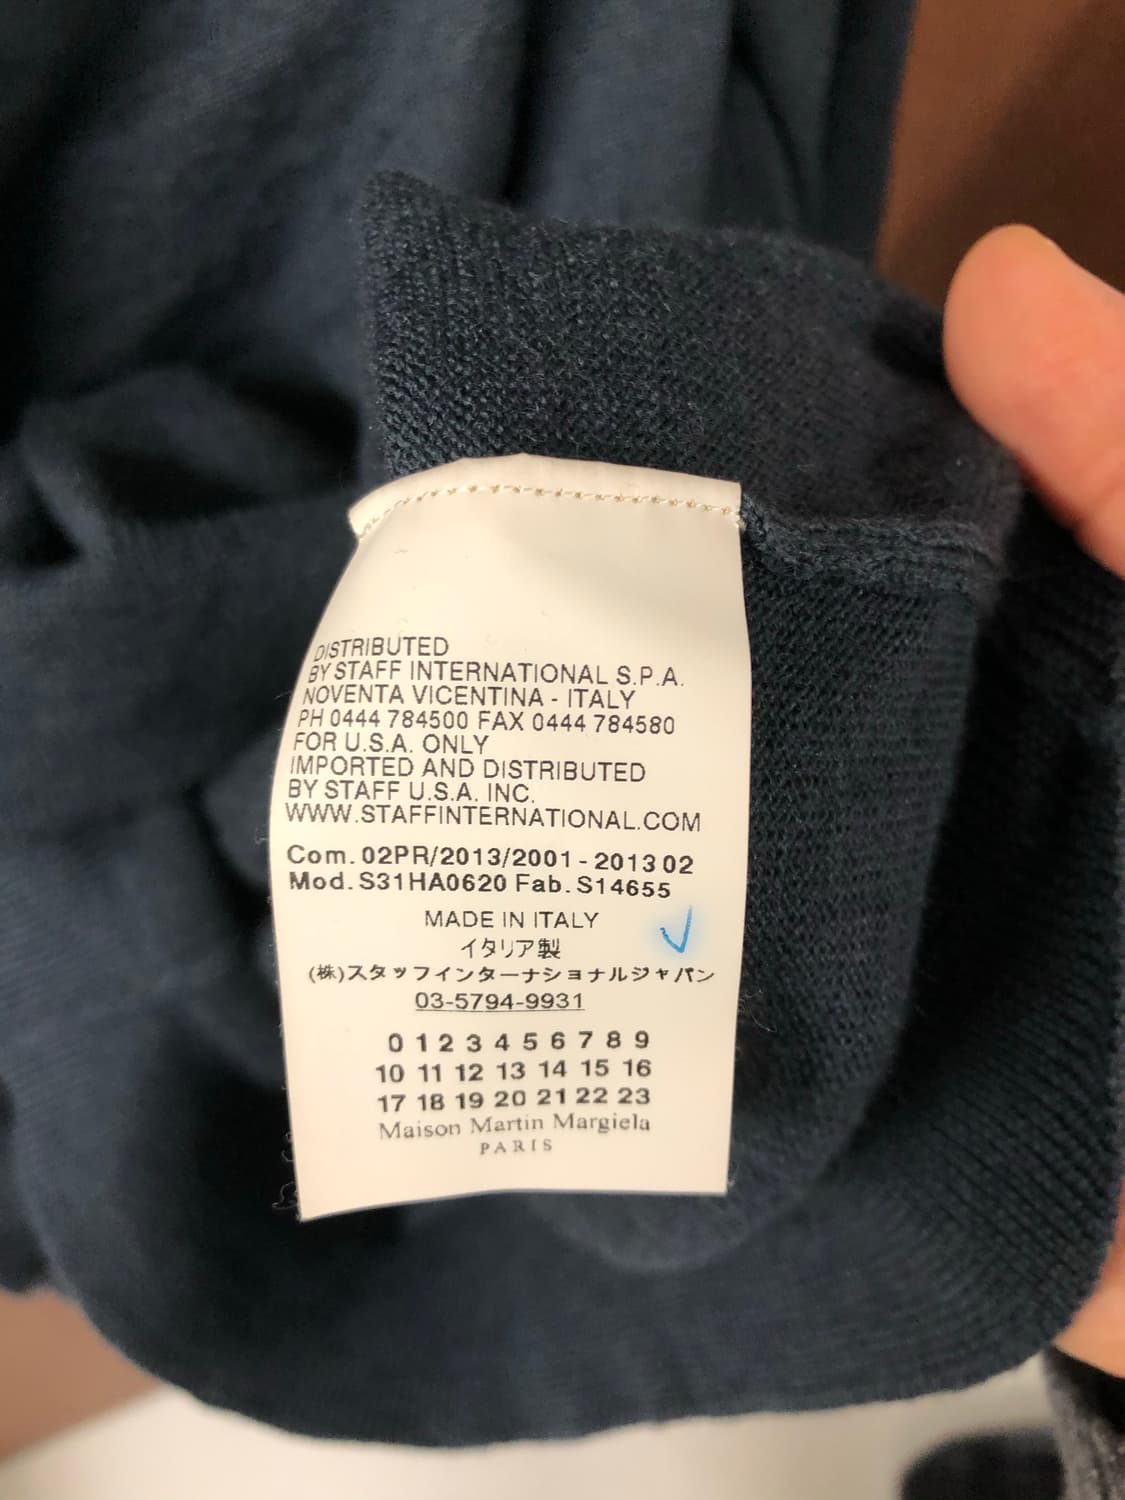 DISTRIBUTED
BY STAFF INTERNATIONAL S.P.A.
NOVENTA VICENTINA - ITALY
PH 0444 784500 FAX 0444 784580
FOR U.S.A. ONLY
IMPORTED AND DISTRIBUTED
BY STAFF U.S.A. INC.
WWW.STAFFINTERNATIONAL.COM
Com. 02PR/2013/2001 - 2013 02
Mod. S31HA0620 Fab. S14655
MADE IN ITALY
イタリア製
(株)スタッフインターナショナルジャパン
03-5794-9931
0 1 2 3 4 5 6 7 8 9
10 11 12 13 14 15 16
17 18 19 20 21 22 23
Maison Martin Margiela
PARIS